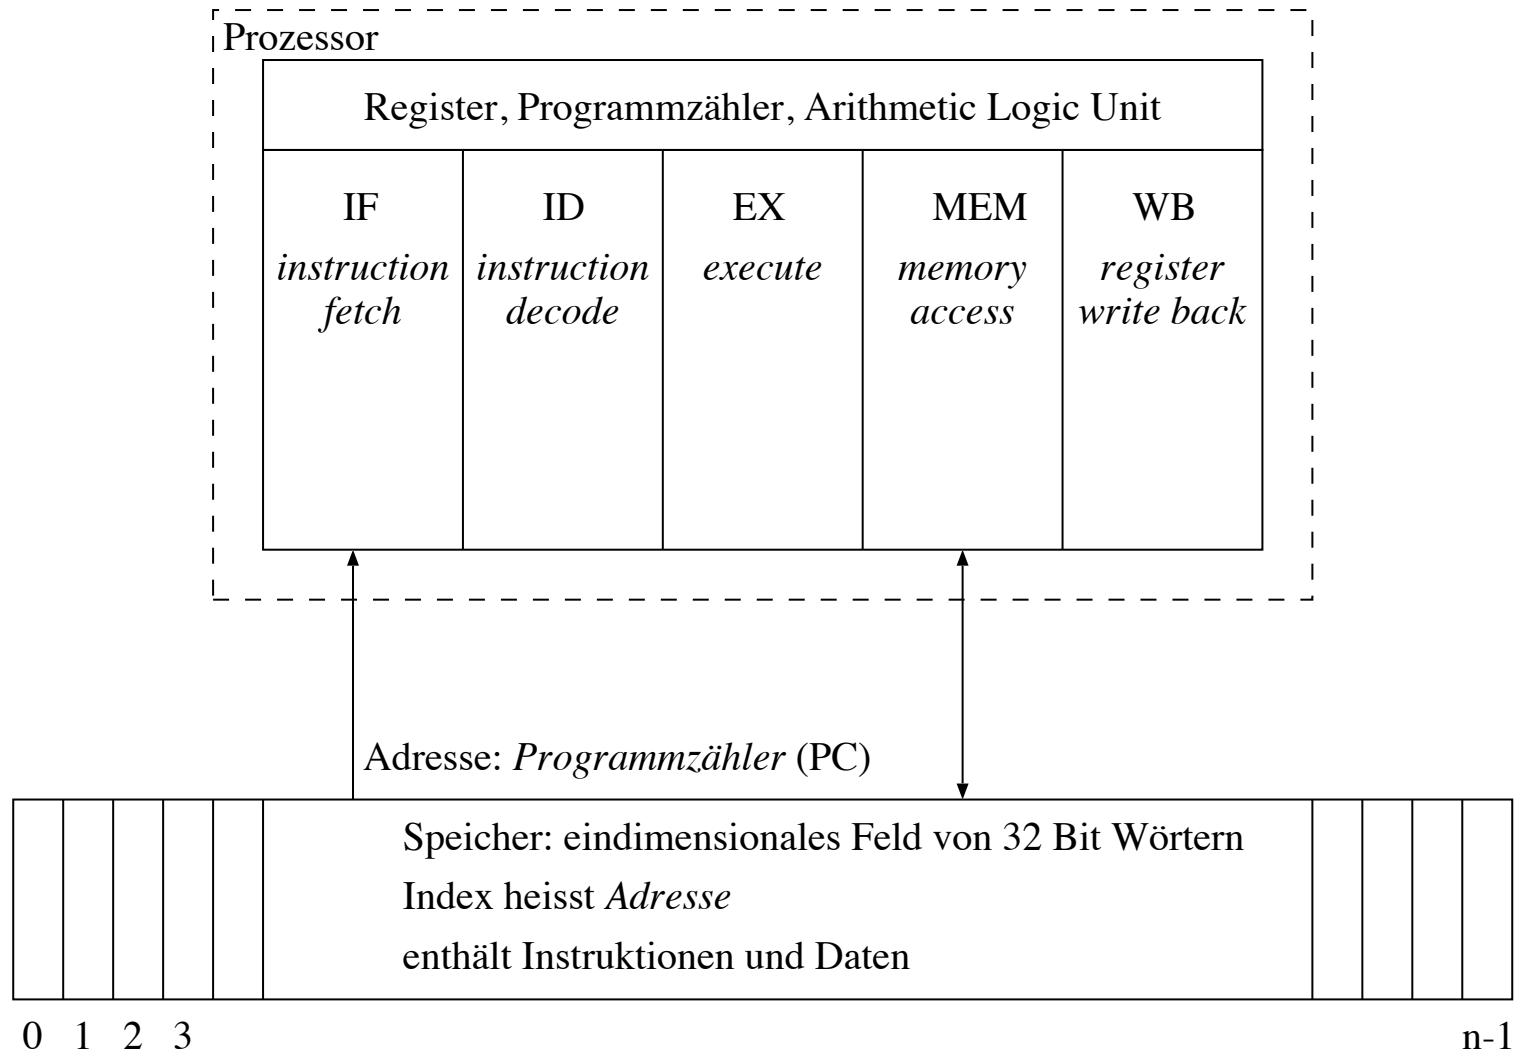 Prozessor
Register, Programmzähler, Arithmetic Logic Unit
IF
instruction
fetch
ID
instruction
decode
EX
execute
MEM
memory
access
WB
register
write back
Adresse: Programmzähler (PC)
Speicher: eindimensionales Feld von 32 Bit Wörtern
Index heisst Adresse
enthält Instruktionen und Daten
0 1 2 3 n-1